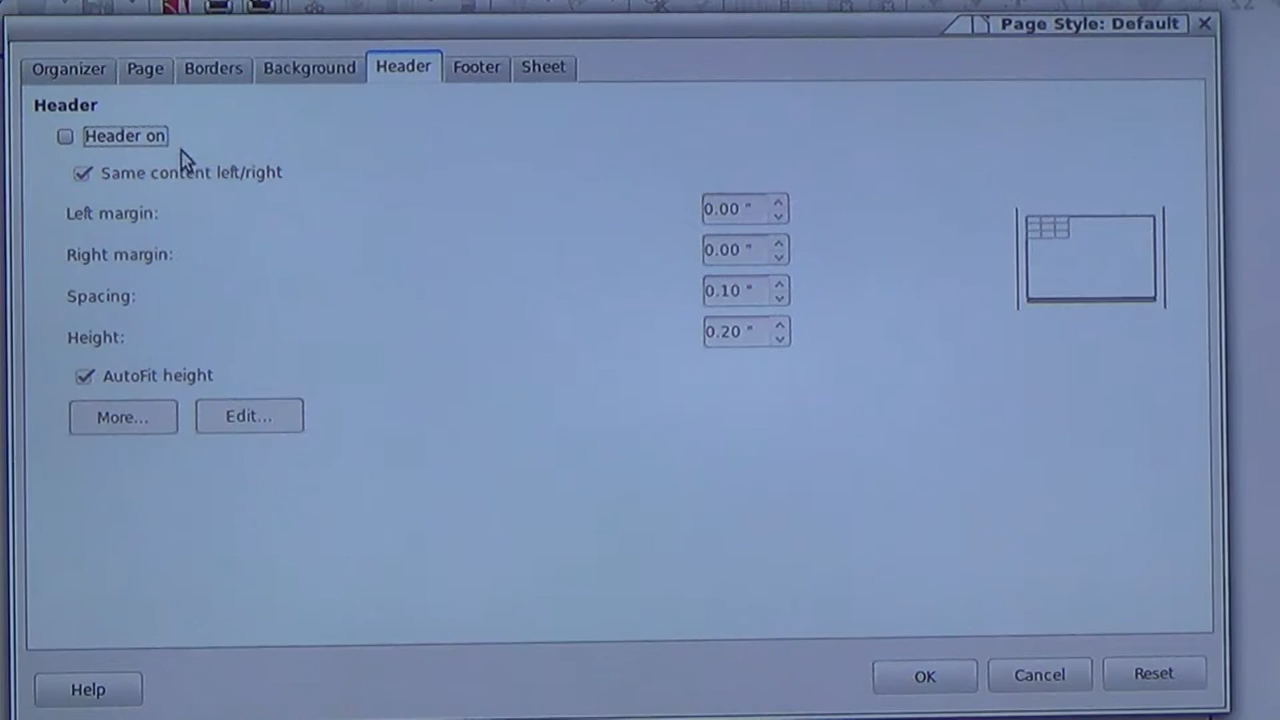 Page Style: Default
Organizer Page Borders Background Header Footer Sheet
Header
Header on
Same content left/right
Left margin: 0.00 "
Right margin: 0.00 "
Spacing: 0.10 "
Height: 0.20 "
AutoFit height
More... Edit...
Help OK Cancel Reset